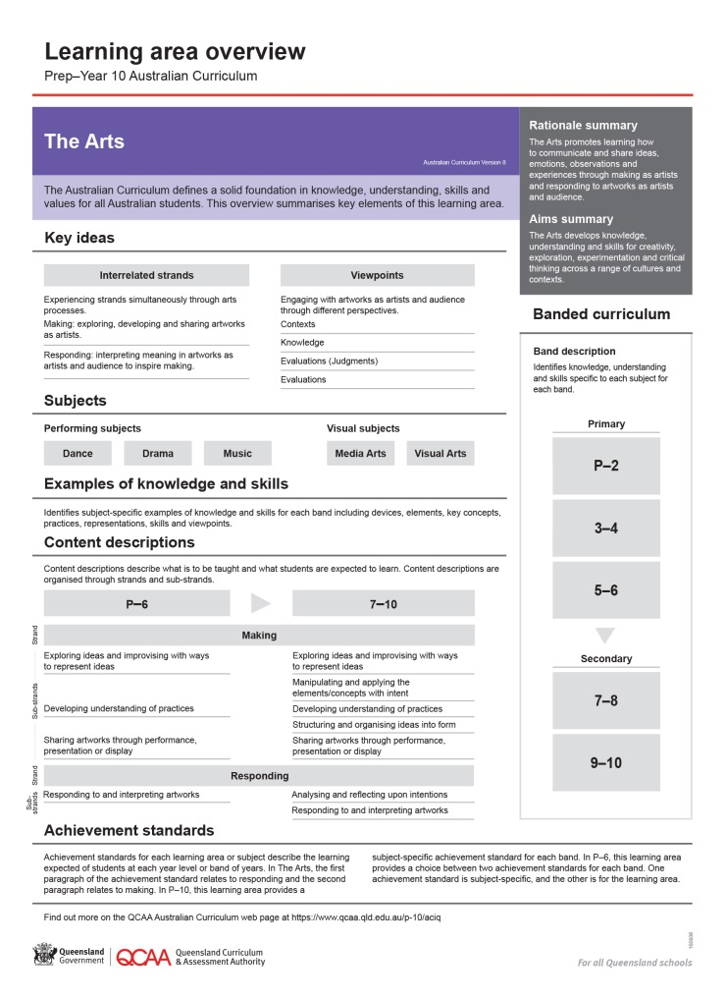 Learning area overview
Prep–Year 10 Australian Curriculum
The Arts
Australian Curriculum Version 8
The Australian Curriculum defines a solid foundation in knowledge, understanding, skills and
values for all Australian students. This overview summarises key elements of this learning area.
Rationale summary
The Arts promotes learning how
to communicate and share ideas,
emotions, observations and
experiences through making as artists
and responding to artworks as artists
and audience.
Aims summary
The Arts develops knowledge,
understanding and skills for creativity,
exploration, experimentation and critical
thinking across a range of cultures and
contexts.
Key ideas
Interrelated strands
Experiencing strands simultaneously through arts
processes.
Making: exploring, developing and sharing artworks
as artists.
Responding: interpreting meaning in artworks as
artists and audience to inspire making.
Viewpoints
Engaging with artworks as artists and audience
through different perspectives.
Contexts
Knowledge
Evaluations (Judgments)
Evaluations
Subjects
Performing subjects
Dance
Drama
Music
Visual subjects
Media Arts
Visual Arts
Examples of knowledge and skills
Identifies subject-specific examples of knowledge and skills for each band including devices, elements, key concepts,
practices, representations, skills and viewpoints.
Content descriptions
Content descriptions describe what is to be taught and what students are expected to learn. Content descriptions are
organised through strands and sub-strands.
P–6
7–10
Strand
Making
Sub-strands
Exploring ideas and improvising with ways
to represent ideas
Developing understanding of practices
Sharing artworks through performance,
presentation or display
Exploring ideas and improvising with ways
to represent ideas
Manipulating and applying the
elements/concepts with intent
Developing understanding of practices
Structuring and organising ideas into form
Sharing artworks through performance,
presentation or display
Strand
Responding
Sub-
strands
Responding to and interpreting artworks
Analysing and reflecting upon intentions
Responding to and interpreting artworks
Banded curriculum
Band description
Identifies knowledge, understanding
and skills specific to each subject for
each band.
Primary
P–2
3–4
5–6
Secondary
7–8
9–10
Achievement standards
Achievement standards for each learning area or subject describe the learning
expected of students at each year level or band of years. In The Arts, the first
paragraph of the achievement standard relates to responding and the second
paragraph relates to making. In P–10, this learning area provides a
subject-specific achievement standard for each band. In P–6, this learning area
provides a choice between two achievement standards for each band. One
achievement standard is subject-specific, and the other is for the learning area.
Find out more on the QCAA Australian Curriculum web page at https://www.qcaa.qld.edu.au/p-10/aciq
Queensland
Government
QCAA
Queensland Curriculum
& Assessment Authority
For all Queensland schools